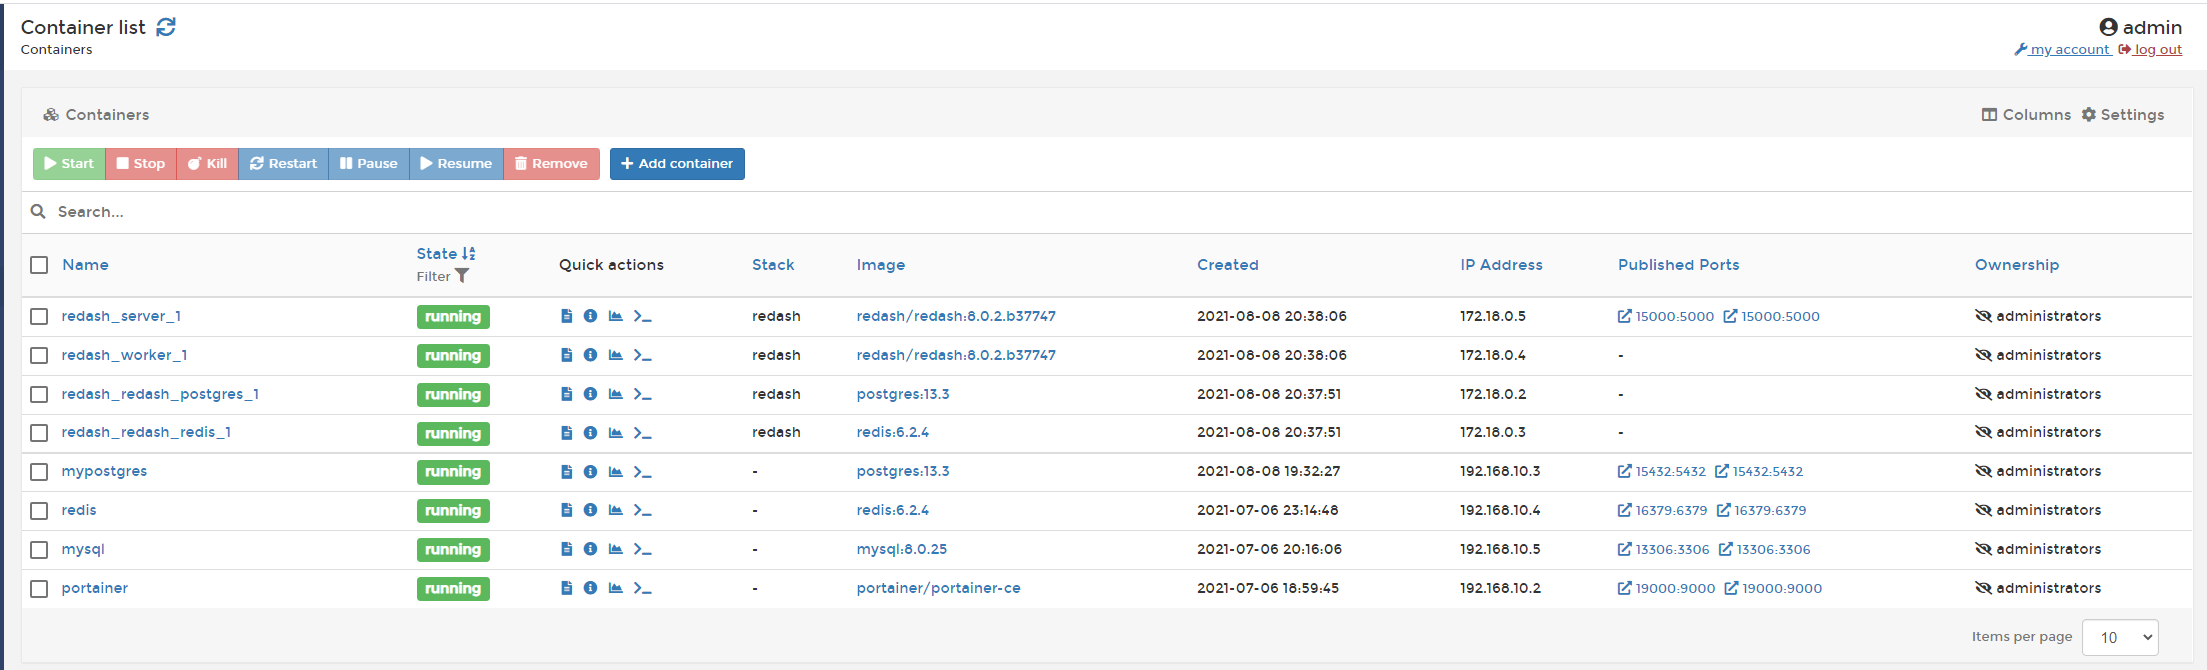 Container list
Containers
admin
my account log out
Containers
Columns Settings
Start Stop Kill Restart Pause Resume Remove Add container
Search...
Name State Filter Quick actions Stack Image Created IP Address Published Ports Ownership
redash_server_1 running redash redash/redash:8.0.2.b37747 2021-08-08 20:38:06 172.18.0.5 15000:5000 15000:5000 administrators
redash_worker_1 running redash redash/redash:8.0.2.b37747 2021-08-08 20:38:06 172.18.0.4 - administrators
redash_redash_postgres_1 running redash postgres:13.3 2021-08-08 20:37:51 172.18.0.2 - administrators
redash_redash_redis_1 running redash redis:6.2.4 2021-08-08 20:37:51 172.18.0.3 - administrators
mypostgres running - postgres:13.3 2021-08-08 19:32:27 192.168.10.3 15432:5432 15432:5432 administrators
redis running - redis:6.2.4 2021-07-06 23:14:48 192.168.10.4 16379:6379 16379:6379 administrators
mysql running - mysql:8.0.25 2021-07-06 20:16:06 192.168.10.5 13306:3306 13306:3306 administrators
portainer running - portainer/portainer-ce 2021-07-06 18:59:45 192.168.10.2 19000:9000 19000:9000 administrators
Items per page 10